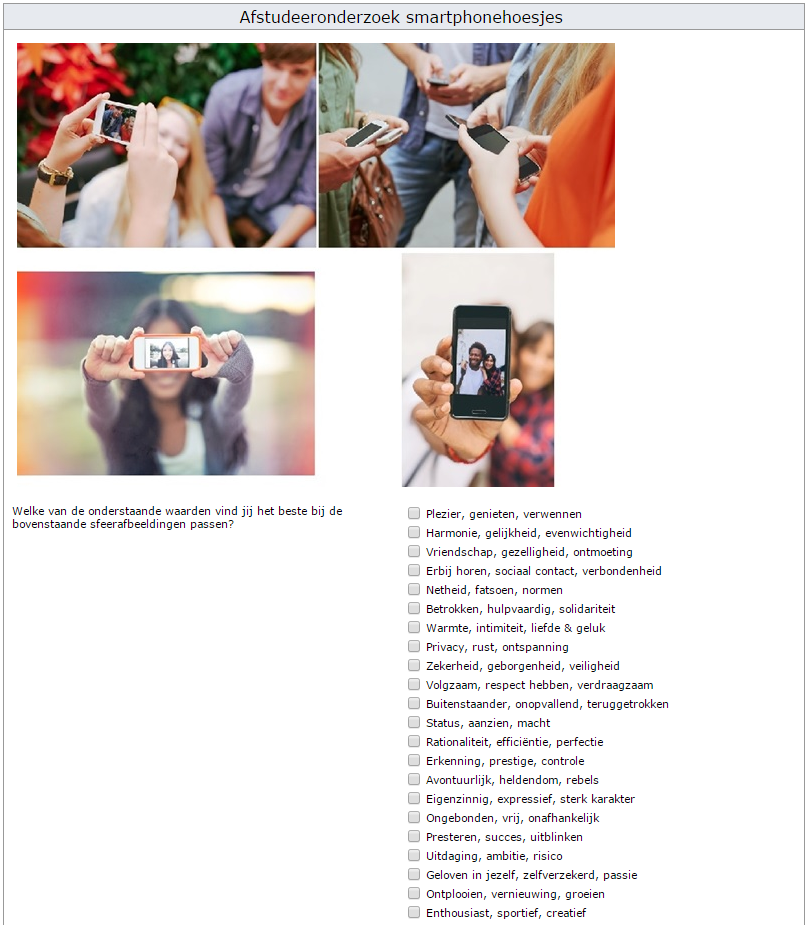 Afstudeeronderzoek smartphonehoesjes
Welke van de onderstaande waarden vind jij het beste bij de
bovenstaande sfeerafbeeldingen passen?
Plezier, genieten, verwennen
Harmonie, gelijkheid, evenwichtigheid
Vriendschap, gezelligheid, ontmoeting
Erbij horen, sociaal contact, verbondenheid
Netheid, fatsoen, normen
Betrokken, hulpvaardig, solidariteit
Warmte, intimiteit, liefde & geluk
Privacy, rust, ontspanning
Zekerheid, geborgenheid, veiligheid
Volgzaam, respect hebben, verdraagzaam
Buitenstaander, onopvallend, teruggetrokken
Status, aanzien, macht
Rationaliteit, efficiëntie, perfectie
Erkenning, prestige, controle
Avontuurlijk, heldendom, rebels
Eigenzinnig, expressief, sterk karakter
Ongebonden, vrij, onafhankelijk
Presteren, succes, uitblinken
Uitdaging, ambitie, risico
Geloven in jezelf, zelfverzekerd, passie
Ontplooien, vernieuwing, groeien
Enthousiast, sportief, creatief